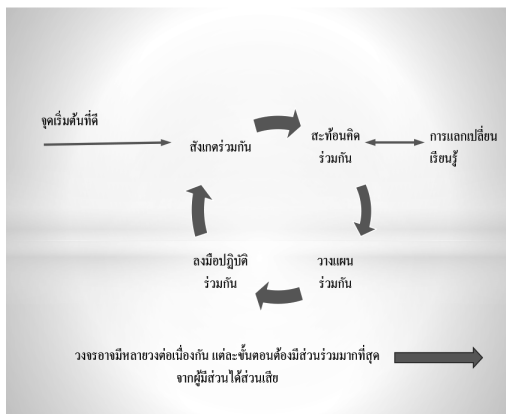 จุดเริ่มต้นที่ดี
สังเกตร่วมกัน
สะท้อนคิด
ร่วมกัน
การแลกเปลี่ยน
เรียนรู้
ลงมือปฏิบัติ
ร่วมกัน
วางแผน
ร่วมกัน
วงจรอาจมีหลายวงต่อเนื่องกัน แต่ละขั้นตอนต้องมีส่วนร่วมมากที่สุด
จากผู้มีส่วนได้ส่วนเสีย